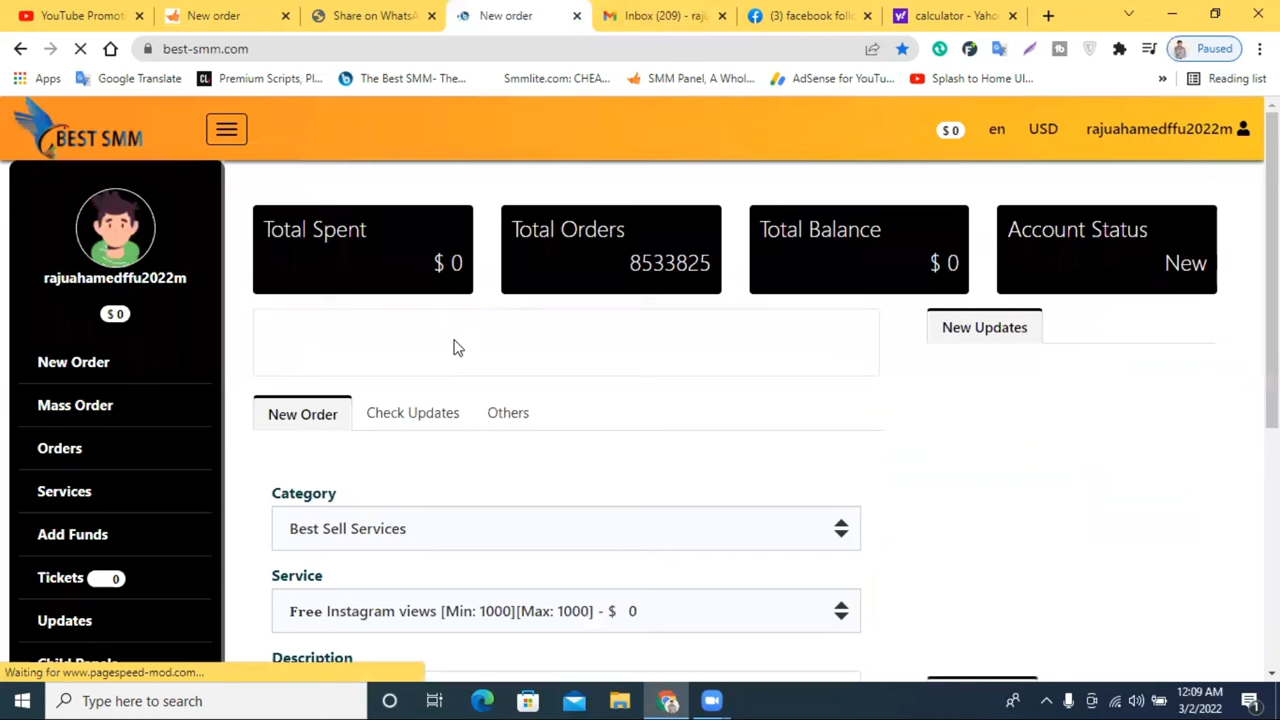 YouTube Promoti
New order
Share on WhatsA
New order
Inbox (209) - raju
(3) facebook follo
calculator - Yaho
best-smm.com
Paused
Apps
Google Translate
Premium Scripts, Pl...
The Best SMM- The...
Smmlite.com: CHEA...
SMM Panel, A Whol...
AdSense for YouTu...
Splash to Home UI...
»
Reading list
BEST SMM
$ 0
en
USD
rajuahamedffu2022m
rajuahamedffu2022m
$ 0
New Order
Mass Order
Orders
Services
Add Funds
Tickets 0
Updates
Total Spent
$ 0
Total Orders
8533825
Total Balance
$ 0
Account Status
New
New Updates
New Order
Check Updates
Others
Category
Best Sell Services
Service
Free Instagram views [Min: 1000][Max: 1000] - $ 0
Description
Waiting for www.pagespeed-mod.com...
Type here to search
12:09 AM
3/2/2022
1